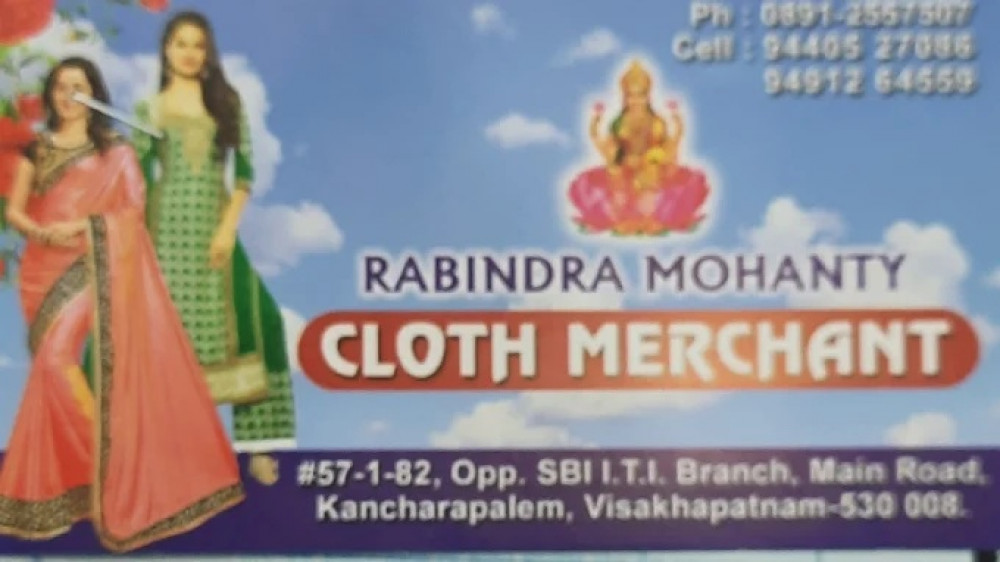 Ph : 0891-2557507
Cell : 94405 27086
94912 64559
RABINDRA MOHANTY
CLOTH MERCHANT
#57-1-82, Opp. SBI I.T.I. Branch, Main Road,
Kancharapalem, Visakhapatnam-530 008.